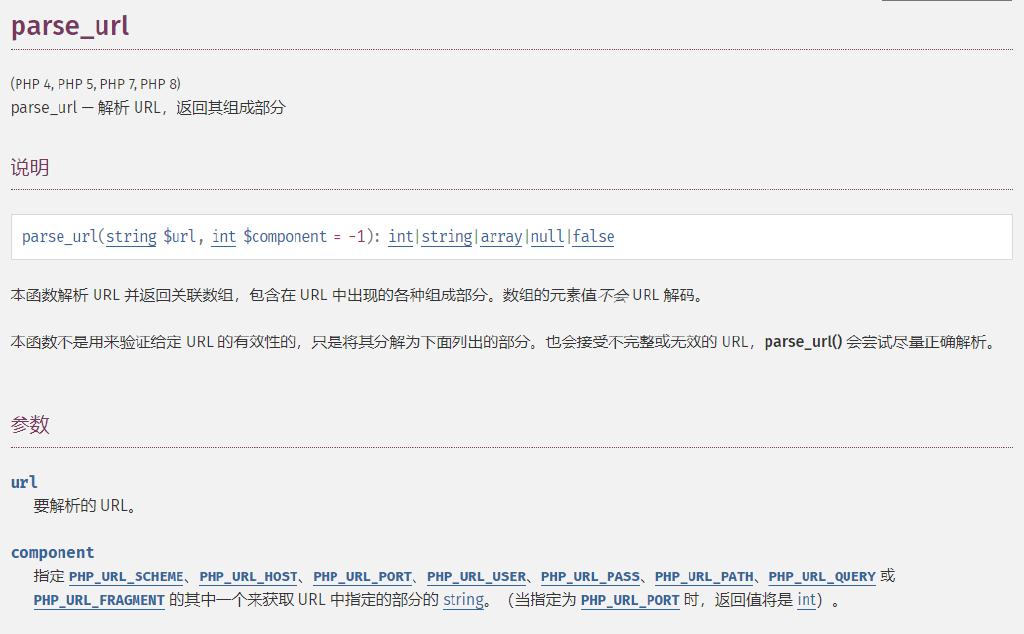 parse_url
(PHP 4, PHP 5, PHP 7, PHP 8)
parse_url — 解析 URL，返回其组成部分
说明
parse_url(string $url, int $component = -1): int|string|array|null|false
本函数解析 URL 并返回关联数组，包含在 URL 中出现的各种组成部分。数组的元素值不会 URL 解码。
本函数不是用来验证给定 URL 的有效性的，只是将其分解为下面列出的部分。也会接受不完整或无效的 URL，parse_url() 会尝试尽量正确解析。
参数
url
要解析的 URL。
component
指定 PHP_URL_SCHEME、PHP_URL_HOST、PHP_URL_PORT、PHP_URL_USER、PHP_URL_PASS、PHP_URL_PATH、PHP_URL_QUERY 或
PHP_URL_FRAGMENT 的其中一个来获取 URL 中指定的部分的 string。（当指定为 PHP_URL_PORT 时，返回值将是 int）。